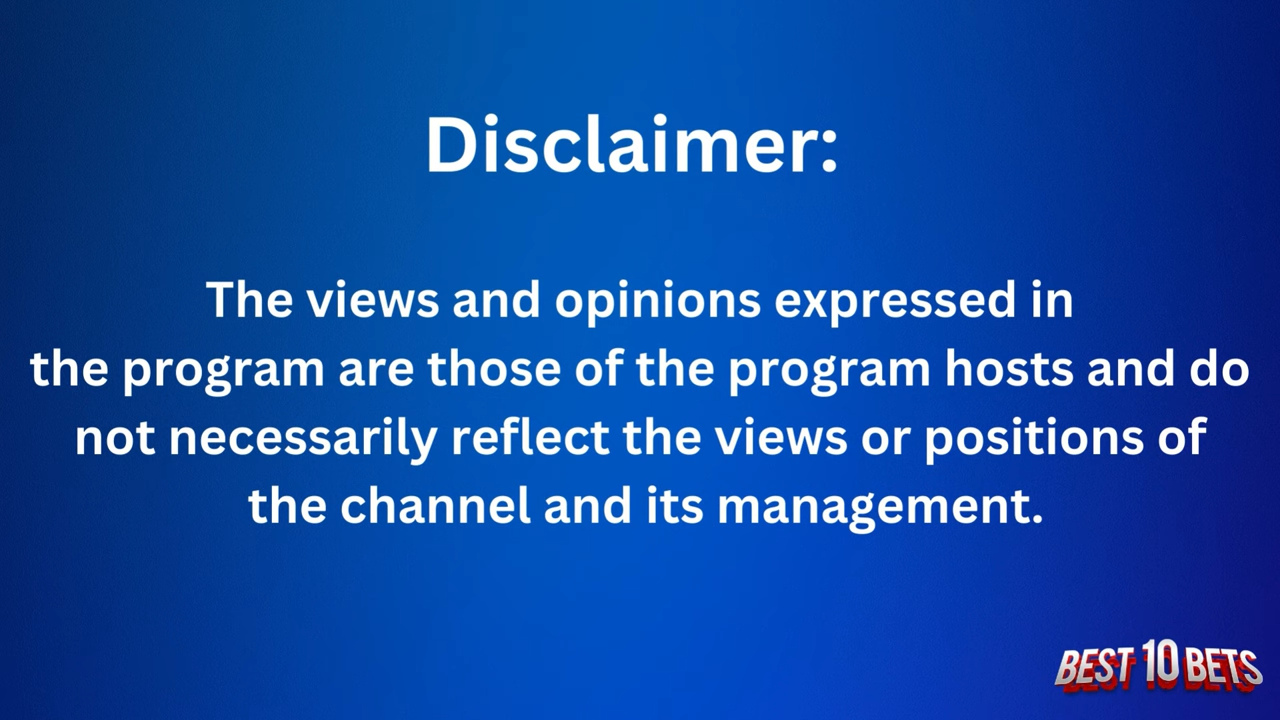 Disclaimer:
The views and opinions expressed in
the program are those of the program hosts and do
not necessarily reflect the views or positions of
the channel and its management.
BEST 10 BETS